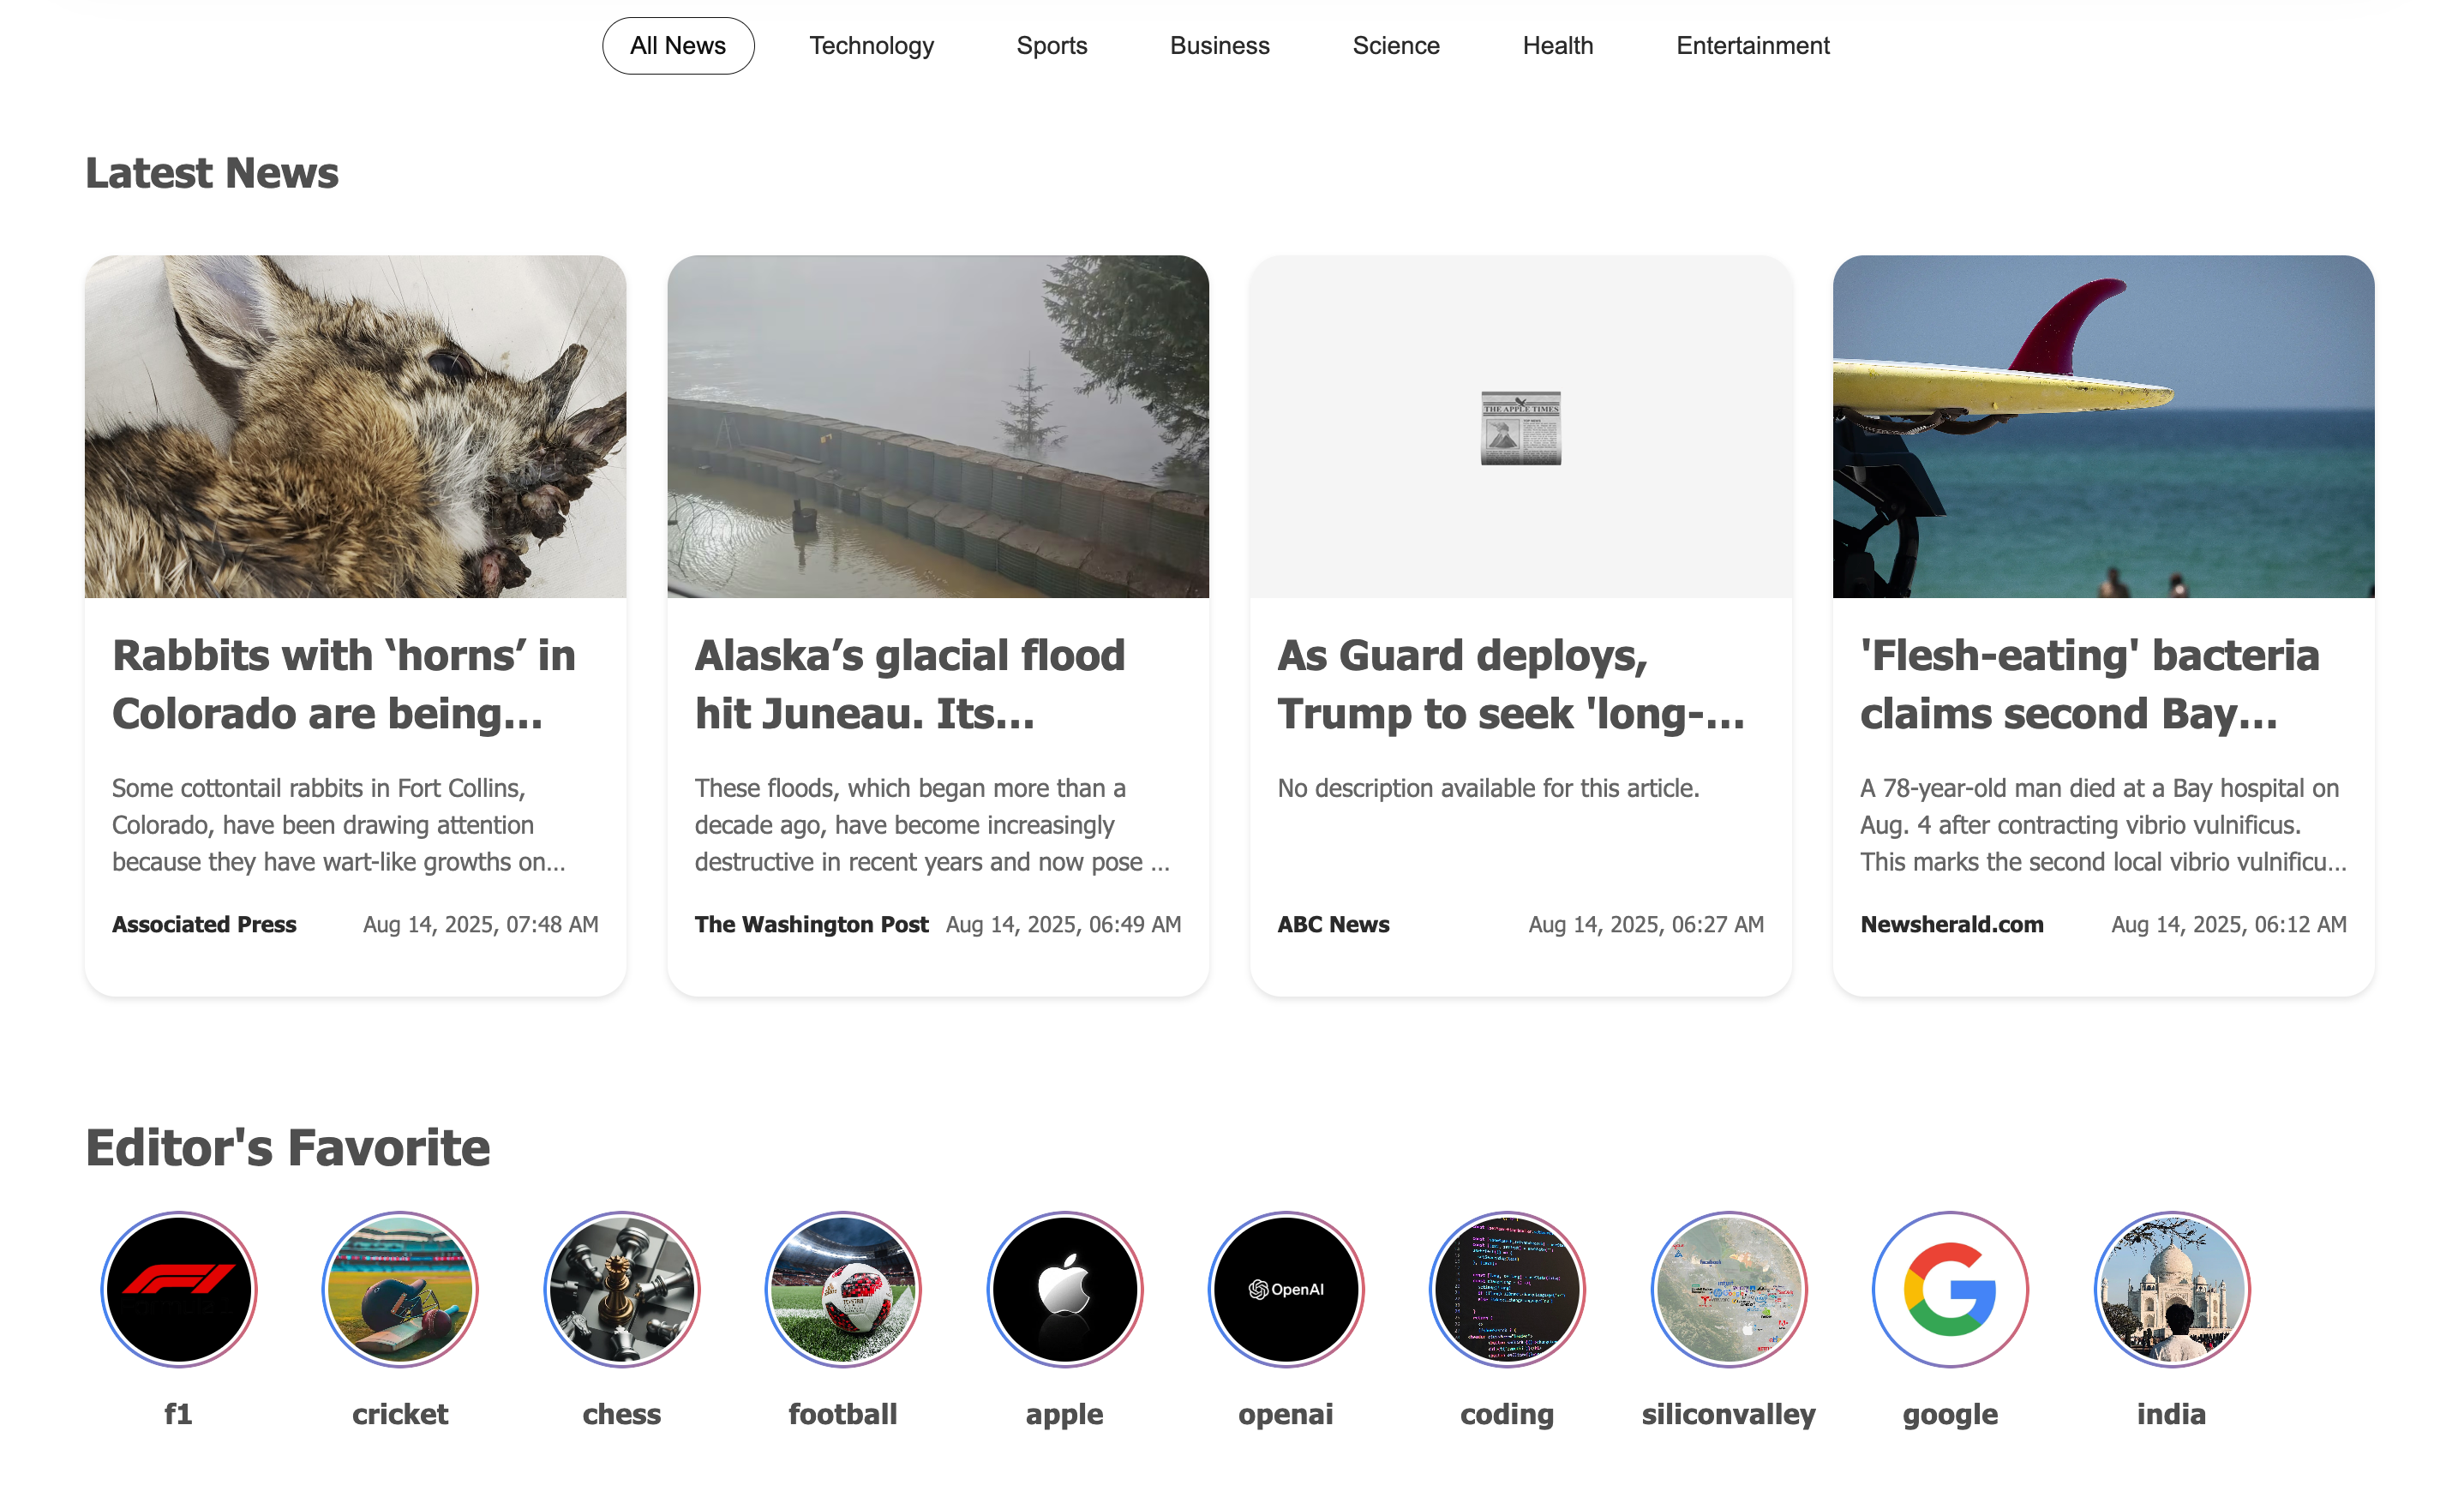 All News Technology Sports Business Science Health Entertainment
Latest News
THE APPLE TIMES
Rabbits with ‘horns’ in
Colorado are being...
Some cottontail rabbits in Fort Collins,
Colorado, have been drawing attention
because they have wart-like growths on...
Associated Press Aug 14, 2025, 07:48 AM
Alaska’s glacial flood
hit Juneau. Its...
These floods, which began more than a
decade ago, have become increasingly
destructive in recent years and now pose ...
The Washington Post Aug 14, 2025, 06:49 AM
As Guard deploys,
Trump to seek 'long-...
No description available for this article.
ABC News Aug 14, 2025, 06:27 AM
'Flesh-eating' bacteria
claims second Bay...
A 78-year-old man died at a Bay hospital on
Aug. 4 after contracting vibrio vulnificus.
This marks the second local vibrio vulnificu...
Newsherald.com Aug 14, 2025, 06:12 AM
Editor's Favorite
OpenAI
f1 cricket chess football apple openai coding siliconvalley google india